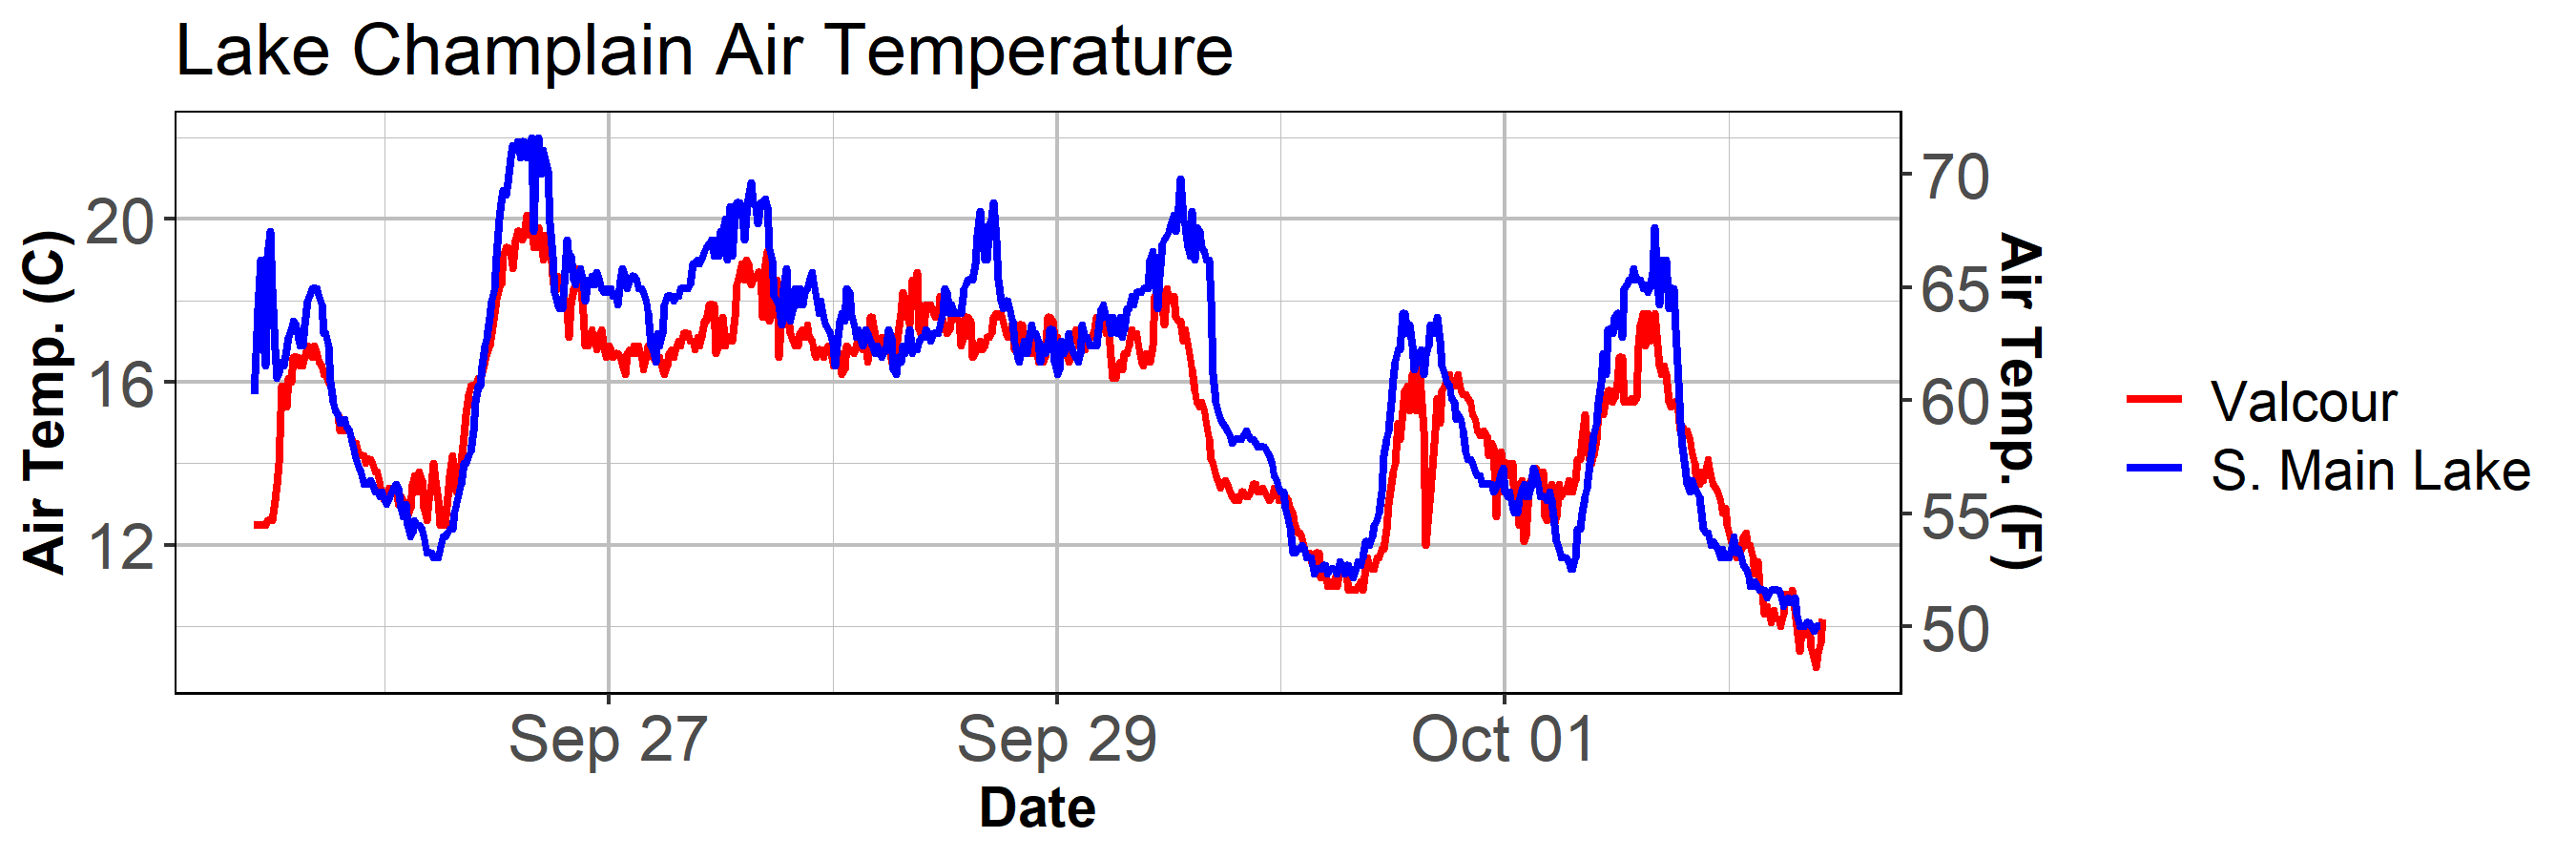 Lake Champlain Air Temperature
Air Temp. (C)
20
16
12
70
65
60
55
50
Air Temp. (F)
Sep 27
Sep 29
Oct 01
Date
Valcour
S. Main Lake